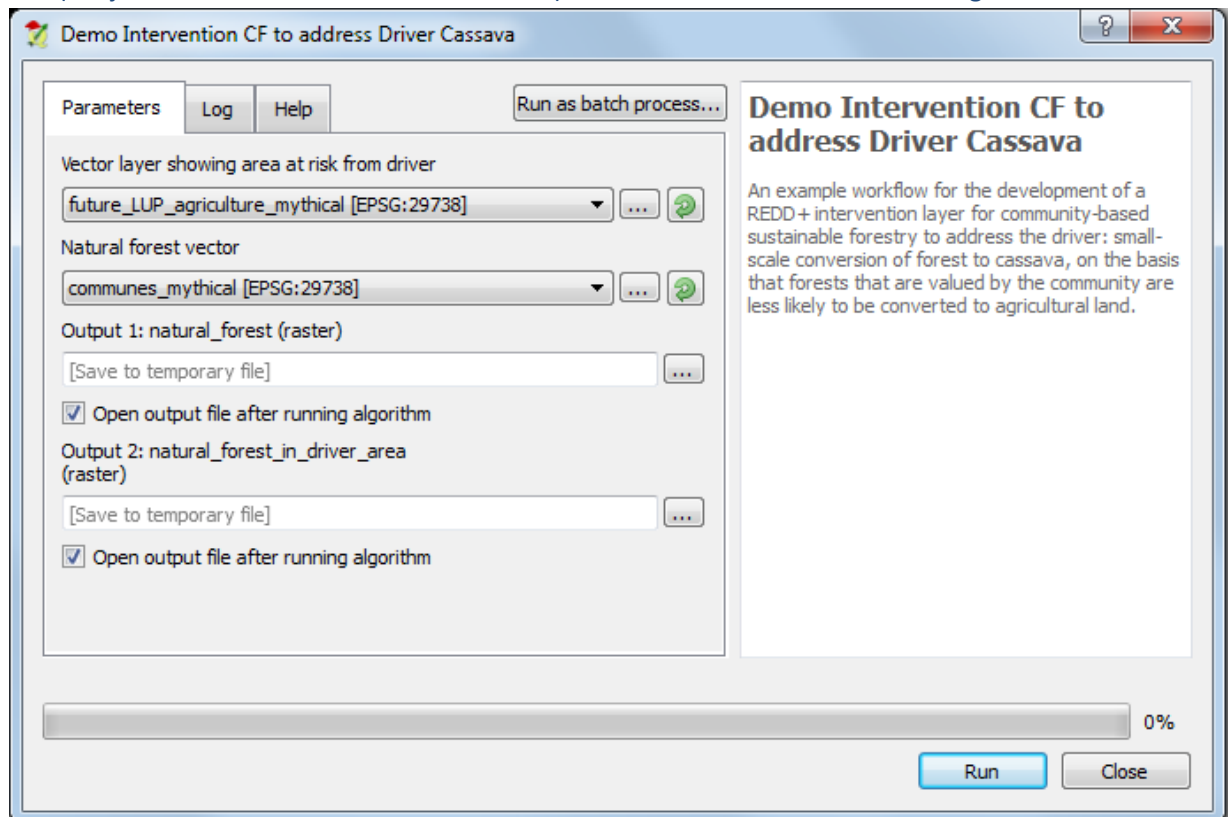 Demo Intervention CF to address Driver Cassava
Parameters
Log
Help
Run as batch process...
Vector layer showing area at risk from driver
future_LUP_agriculture_mythical [EPSG:29738]
...
Natural forest vector
communes_mythical [EPSG:29738]
...
Output 1: natural_forest (raster)
[Save to temporary file]
...
Open output file after running algorithm
Output 2: natural_forest_in_driver_area
(raster)
[Save to temporary file]
...
Open output file after running algorithm
Demo Intervention CF to
address Driver Cassava
An example workflow for the development of a
REDD+ intervention layer for community-based
sustainable forestry to address the driver: small-
scale conversion of forest to cassava, on the basis
that forests that are valued by the community are
less likely to be converted to agricultural land.
0%
Run
Close